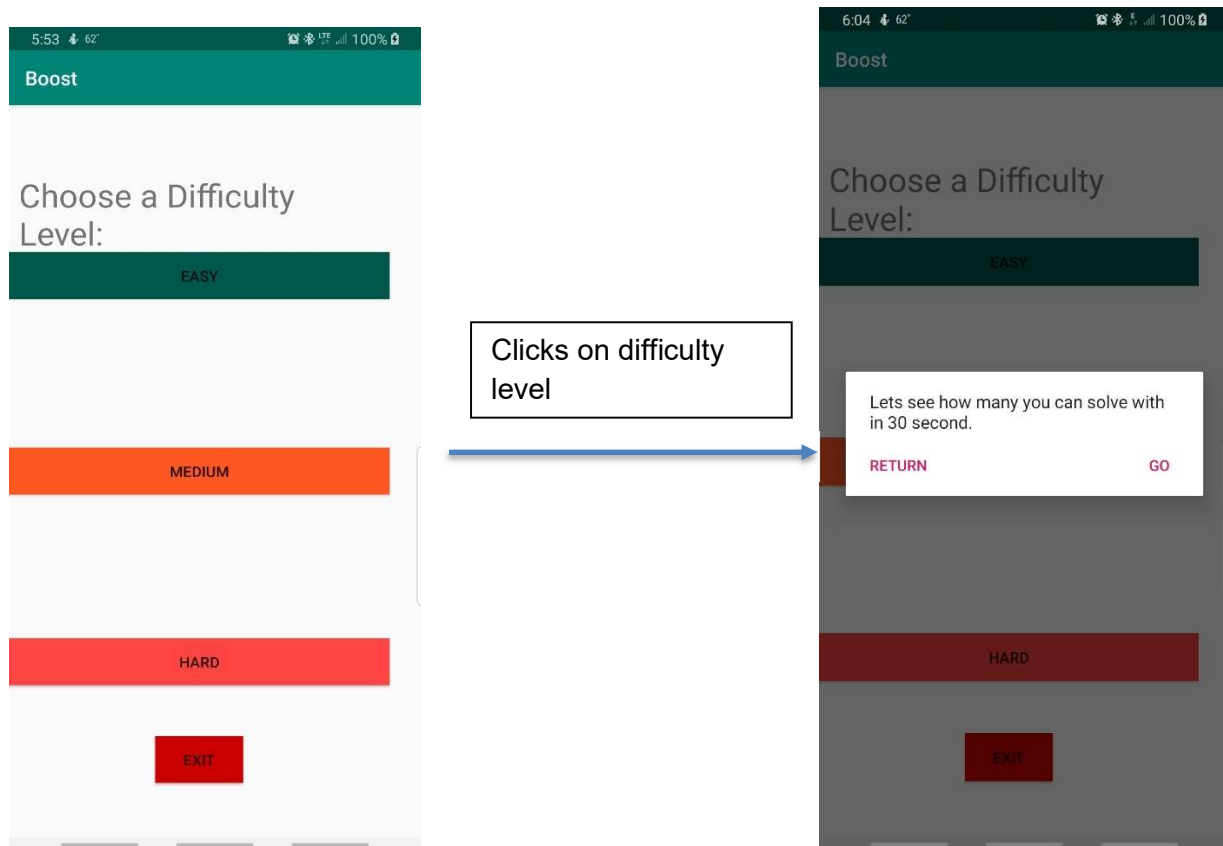 5:53 62° LTE 100%
Boost
Choose a Difficulty
Level:
EASY
MEDIUM
HARD
EXIT
Clicks on difficulty
level
6:04 62° 100%
Boost
Choose a Difficulty
Level:
EASY
Lets see how many you can solve with
in 30 second.
RETURN GO
HARD
EXIT